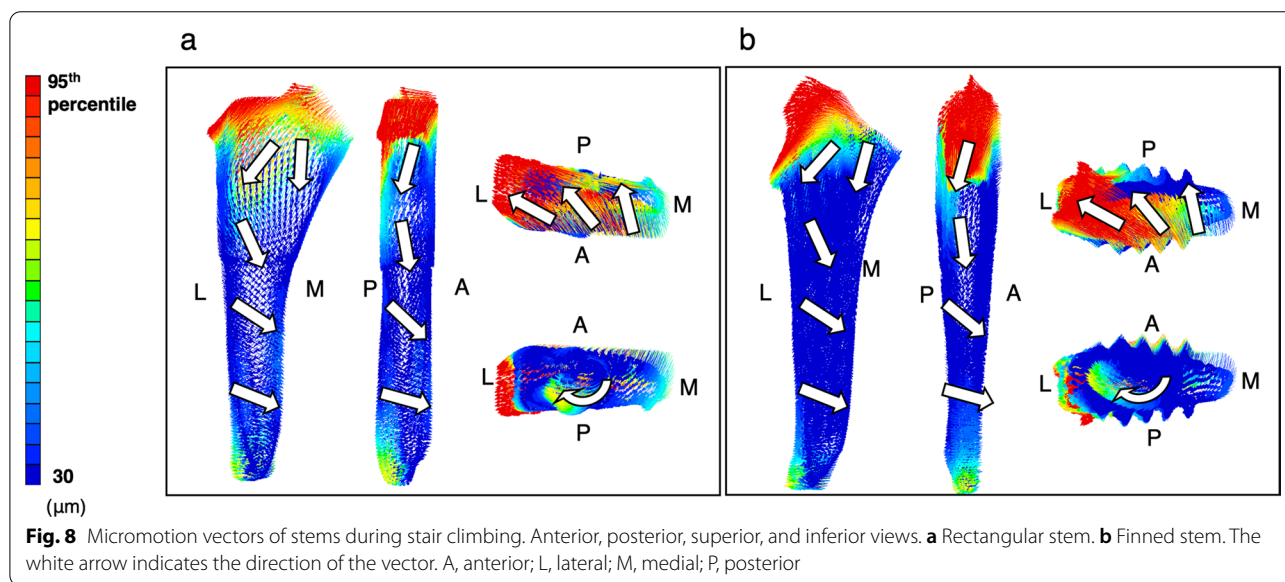 a
b
95th
percentile
30
(μm)
L
M
P
A
P
L
M
A
A
L
M
P
L
M
P
A
P
L
M
A
A
L
M
P
Fig. 8 Micromotion vectors of stems during stair climbing. Anterior, posterior, superior, and inferior views. a Rectangular stem. b Finned stem. The
white arrow indicates the direction of the vector. A, anterior; L, lateral; M, medial; P, posterior